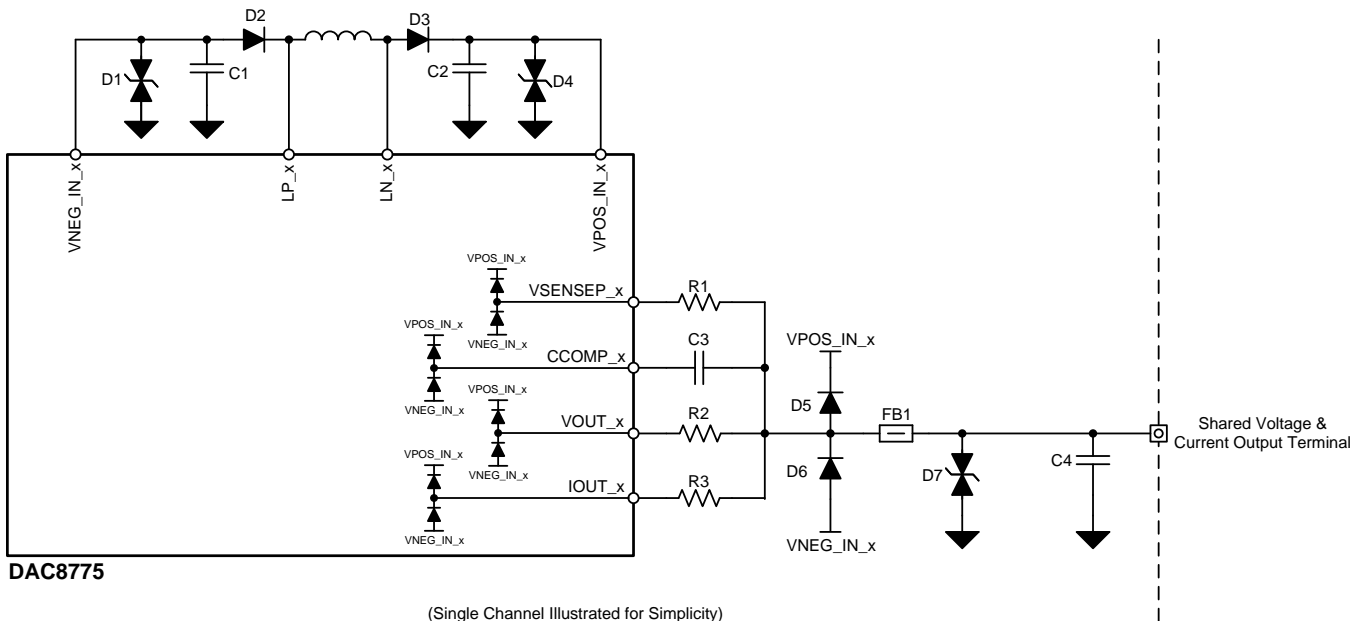 D2
D3
D1
C1
C2
D4
VNEG_IN_x
LP_x
LN_x
VPOS_IN_x
VPOS_IN_x
VSENSEP_x
R1
VNEG_IN_x
VPOS_IN_x
CCOMP_x
C3
VNEG_IN_x
VPOS_IN_x
VOUT_x
R2
VNEG_IN_x
VPOS_IN_x
IOUT_x
R3
VNEG_IN_x
VPOS_IN_x
D5
FB1
D6
VNEG_IN_x
D7
C4
Shared Voltage &
Current Output Terminal
DAC8775
(Single Channel Illustrated for Simplicity)